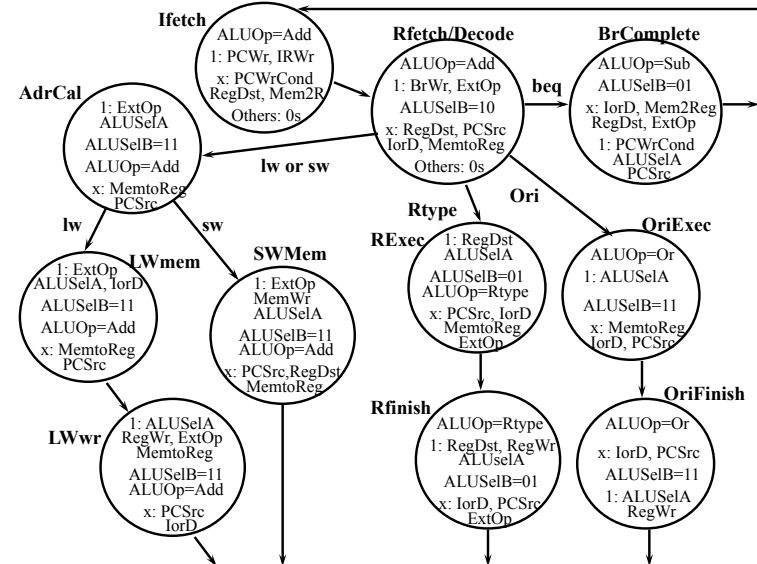 Ifetch
ALUOp=Add
1: PCWr, IRWr
x: PCWrCond
RegDst, Mem2R
Others: 0s
Rfetch/Decode
ALUOp=Add
1: BrWr, ExtOp
ALUSelB=10
x: RegDst, PCSrc
IorD, MemtoReg
Others: 0s
beq
BrComplete
ALUOp=Sub
ALUSelB=01
x: IorD, Mem2Reg
RegDst, ExtOp
1: PCWrCond
ALUSelA
PCSrc
AdrCal
1: ExtOp
ALUSelA
ALUSelB=11
ALUOp=Add
x: MemtoReg
PCSrc
lw or sw
Ori
Rtype
lw
sw
LWmem
1: ExtOp
ALUSelA, IorD
ALUSelB=11
ALUOp=Add
x: MemtoReg
PCSrc
SWMem
1: ExtOp
MemWr
ALUSelA
ALUSelB=11
ALUOp=Add
x: PCSrc,RegDst
MemtoReg
RExec
1: RegDst
ALUSelA
ALUSelB=01
ALUOp=Rtype
x: PCSrc, IorD
MemtoReg
ExtOp
OriExec
ALUOp=Or
1: ALUSelA
ALUSelB=11
x: MemtoReg
IorD, PCSrc
LWwr
1: ALUSelA
RegWr, ExtOp
MemtoReg
ALUSelB=11
ALUOp=Add
x: PCSrc
IorD
Rfinish
ALUOp=Rtype
1: RegDst, RegWr
ALUSelA
ALUSelB=01
x: IorD, PCSrc
ExtOp
OriFinish
ALUOp=Or
x: IorD, PCSrc
ALUSelB=11
1: ALUSelA
RegWr